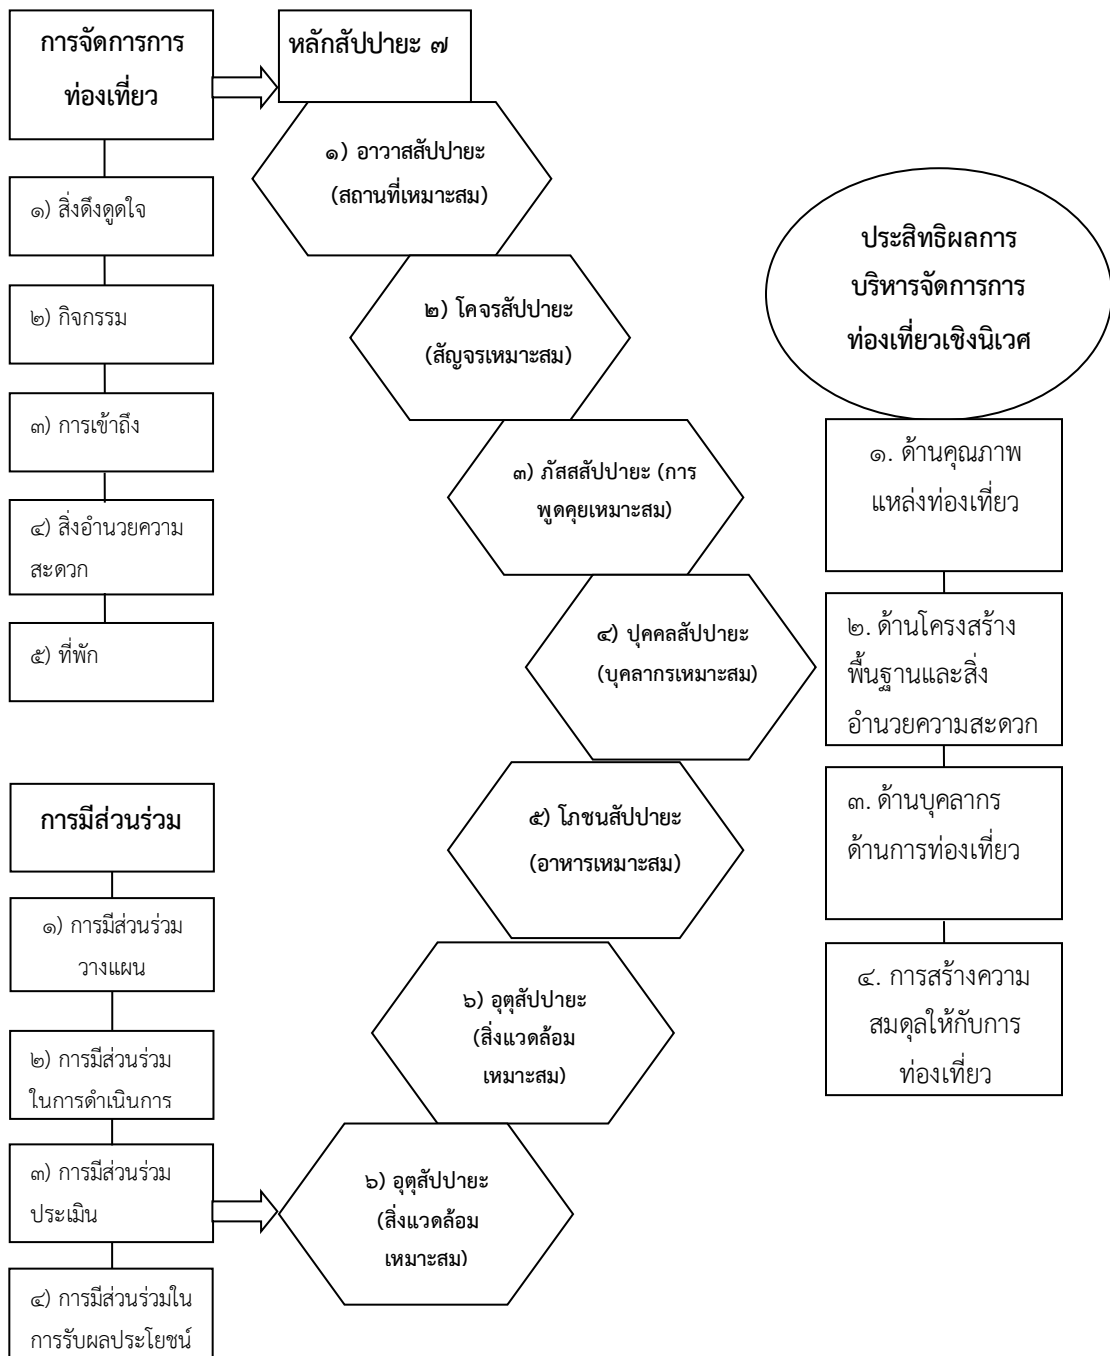 การจัดการการ
ท่องเที่ยว
๑) สิ่งดึงดูดใจ
๒) กิจกรรม
๓) การเข้าถึง
๔) สิ่งอำนวยความ
สะดวก
๕) ที่พัก
การมีส่วนร่วม
๑) การมีส่วนร่วม
วางแผน
๒) การมีส่วนร่วม
ในการดำเนินการ
๓) การมีส่วนร่วม
ประเมิน
๔) การมีส่วนร่วมใน
การรับผลประโยชน์
หลักสัปปายะ ๗
๑) อาวาสสัปปายะ
(สถานที่เหมาะสม)
๒) โคจรสัปปายะ
(สัญจรเหมาะสม)
๓) ภัสสสัปปายะ (การ
พูดคุยเหมาะสม)
๔) ปุคคลสัปปายะ
(บุคลากรเหมาะสม)
๕) โภชนสัปปายะ
(อาหารเหมาะสม)
๖) อุตุสัปปายะ
(สิ่งแวดล้อม
เหมาะสม)
๖) อุตุสัปปายะ
(สิ่งแวดล้อม
เหมาะสม)
ประสิทธิผลการ
บริหารจัดการการ
ท่องเที่ยวเชิงนิเวศ
๑. ด้านคุณภาพ
แหล่งท่องเที่ยว
๒. ด้านโครงสร้าง
พื้นฐานและสิ่ง
อำนวยความสะดวก
๓. ด้านบุคลากร
ด้านการท่องเที่ยว
๔. การสร้างความ
สมดุลให้กับการ
ท่องเที่ยว